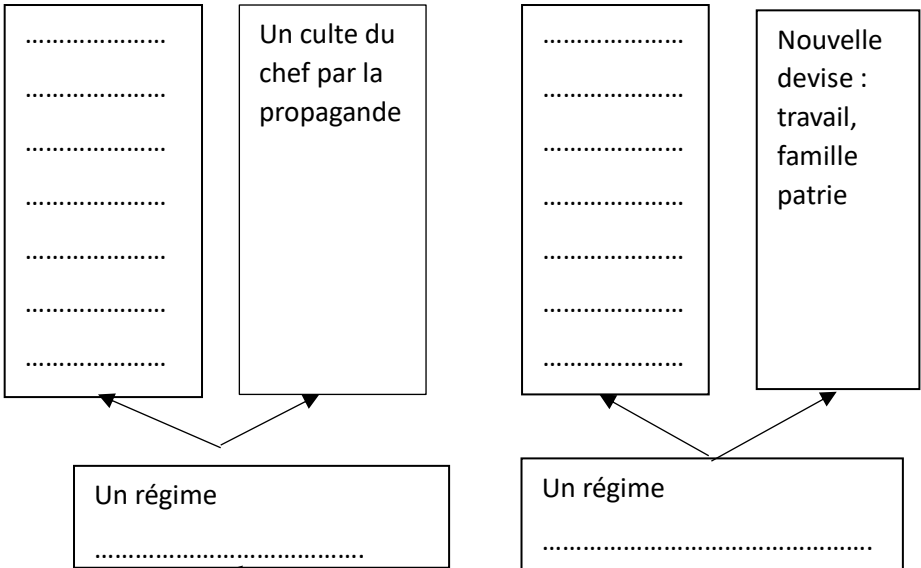 …………………
…………………
…………………
…………………
…………………
…………………
…………………
Un culte du
chef par la
propagande
…………………
…………………
…………………
…………………
…………………
…………………
…………………
Nouvelle
devise :
travail,
famille
patrie
Un régime
………………………………….
Un régime
………………………………………….